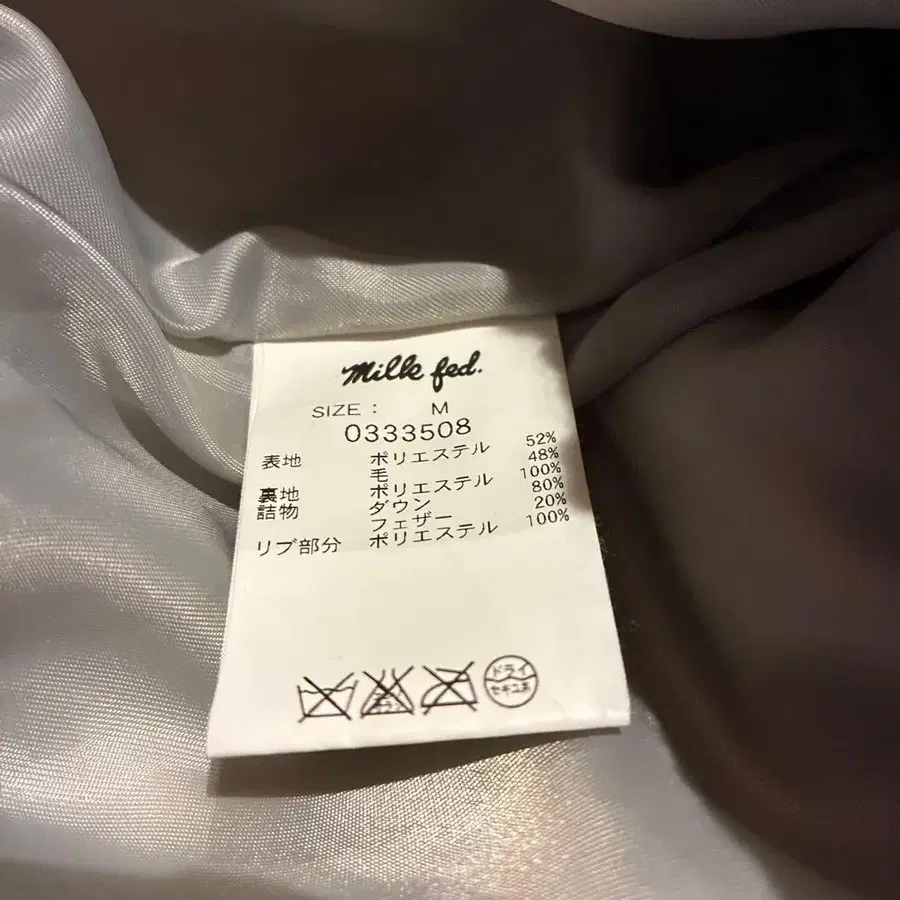 Milk fed.
SIZE : M
0333508
表地 ポリエステル 52%
毛 48%
裏地 ポリエステル 100%
詰物 ダウン 80%
フェザー 20%
リブ部分 ポリエステル 100%
ドライ
セキユ系